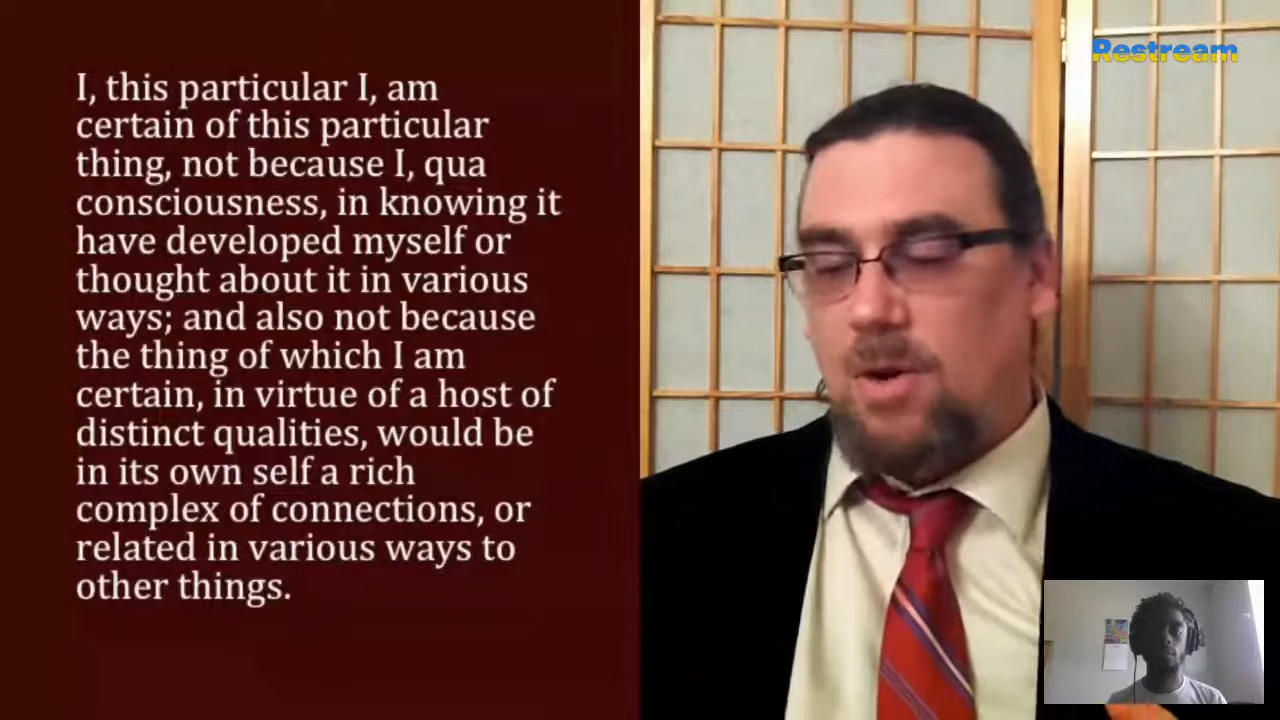 I, this particular I, am
certain of this particular
thing, not because I, qua
consciousness, in knowing it
have developed myself or
thought about it in various
ways; and also not because
the thing of which I am
certain, in virtue of a host of
distinct qualities, would be
in its own self a rich
complex of connections, or
related in various ways to
other things.
Restream